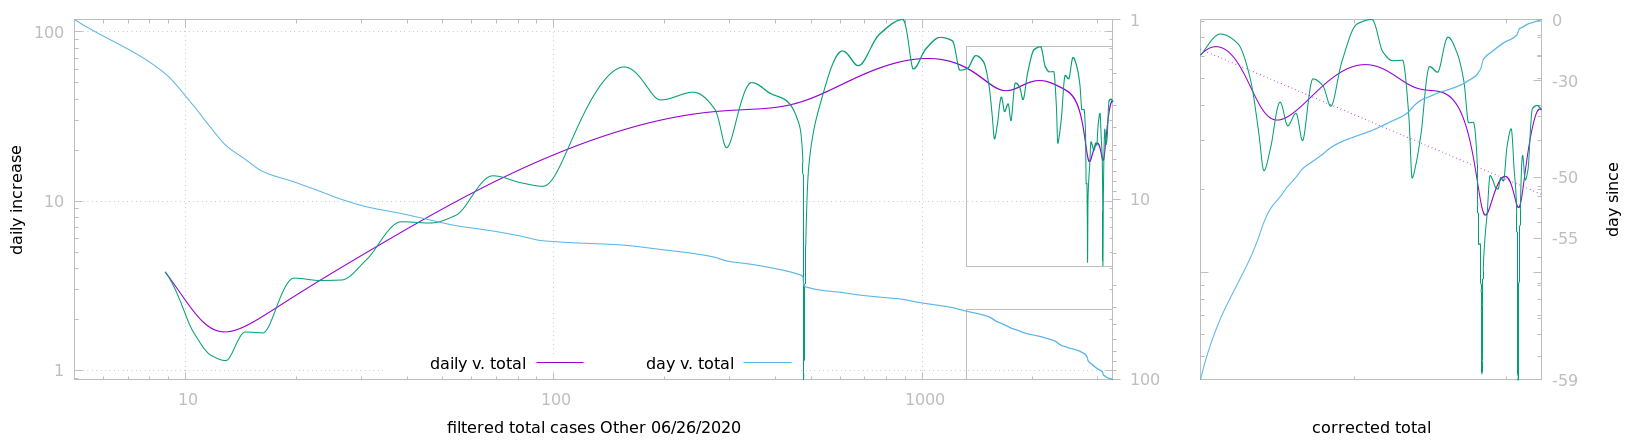 100
10
1
daily increase
10
100
1000
filtered total cases Other 06/26/2020
daily v. total
day v. total
1
10
100
0
-30
-50
-55
-59
day since
corrected total